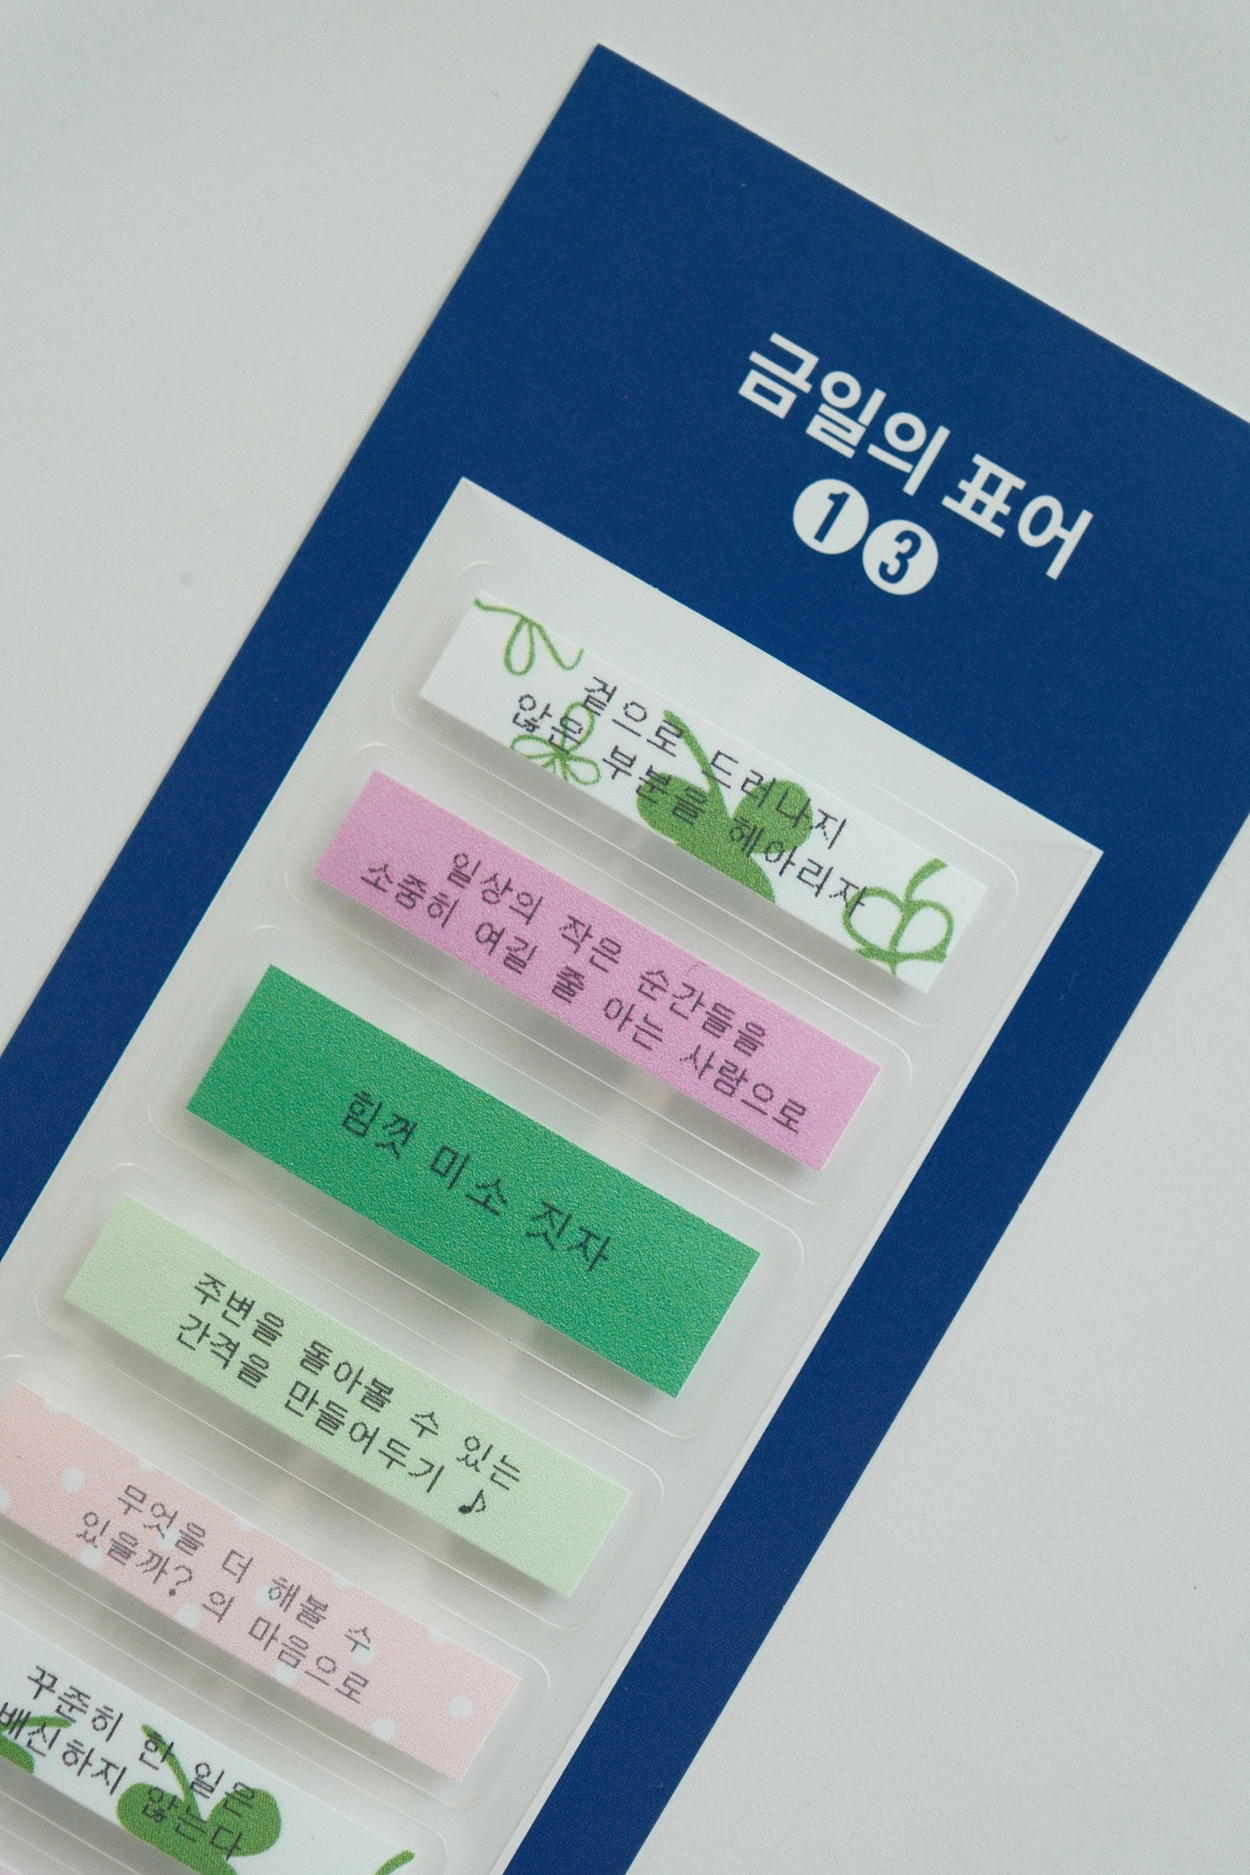 금일의 표어
13
겉으로 드러나지
않은 부분을 헤아리자
일상의 작은 순간들을
소중히 여길 줄 아는 사람으로
힘껏 미소 짓자
주변을 돌아볼 수 있는
간격을 만들어두기 ♪
무엇을 더 해볼 수
있을까? 의 마음으로
꾸준히 한 일은
배신하지 않는다